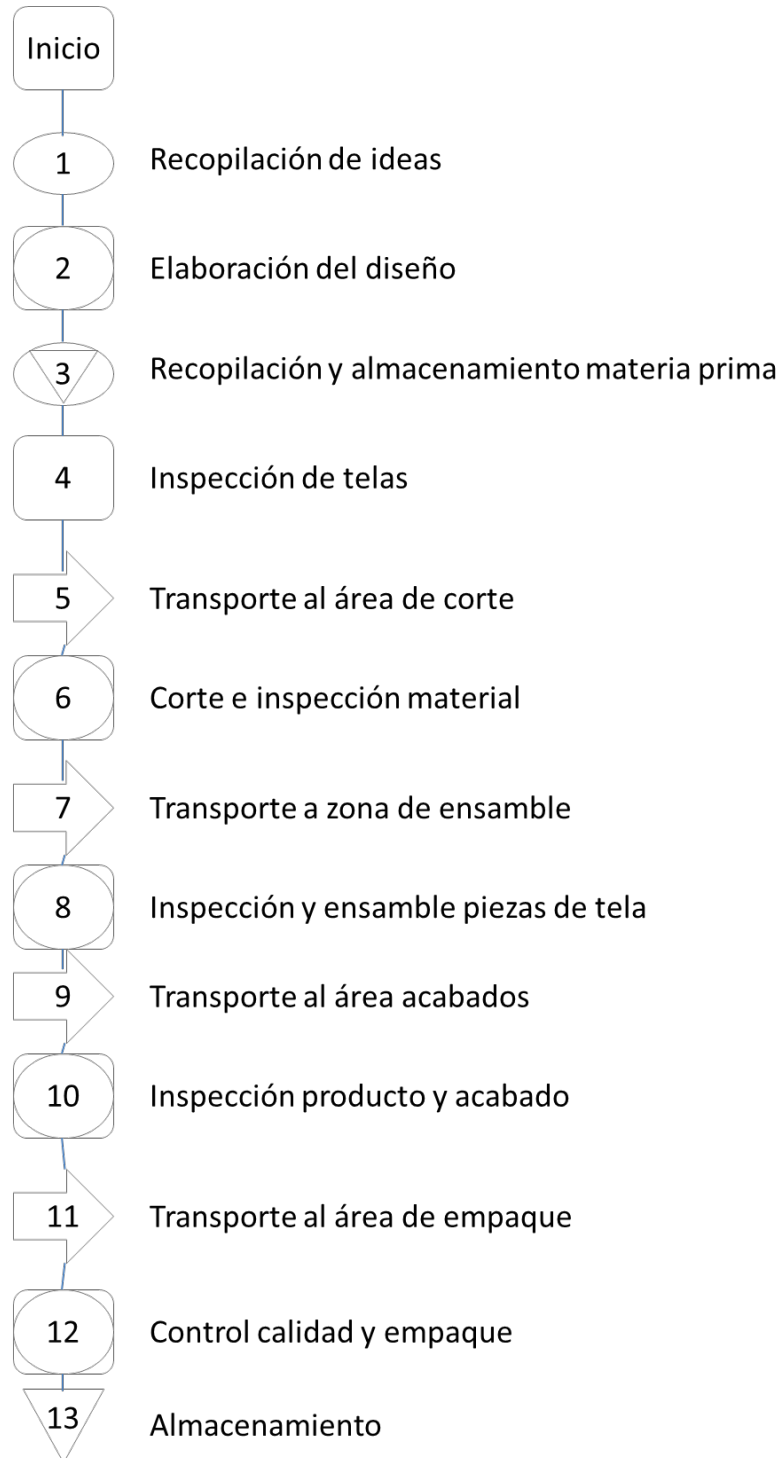 Inicio
1 Recopilación de ideas
2 Elaboración del diseño
3 Recopilación y almacenamiento materia prima
4 Inspección de telas
5 Transporte al área de corte
6 Corte e inspección material
7 Transporte a zona de ensamble
8 Inspección y ensamble piezas de tela
9 Transporte al área acabados
10 Inspección producto y acabado
11 Transporte al área de empaque
12 Control calidad y empaque
13 Almacenamiento